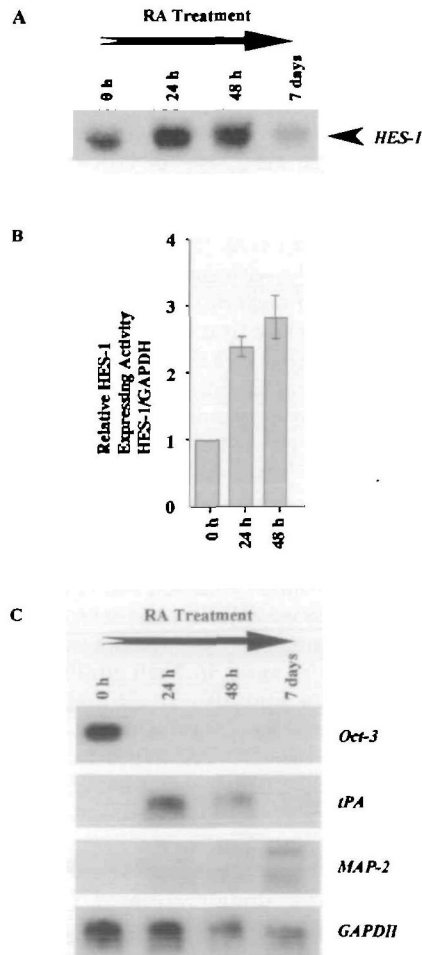 A
RA Treatment
0 h
24 h
48 h
7 days
HES-1
B
Relative HES-1
Expressing Activity
HES-1/GAPDH
4
3
2
1
0
0 h
24 h
48 h
C
RA Treatment
0 h
24 h
48 h
7 days
Oct-3
tPA
MAP-2
GAPDH